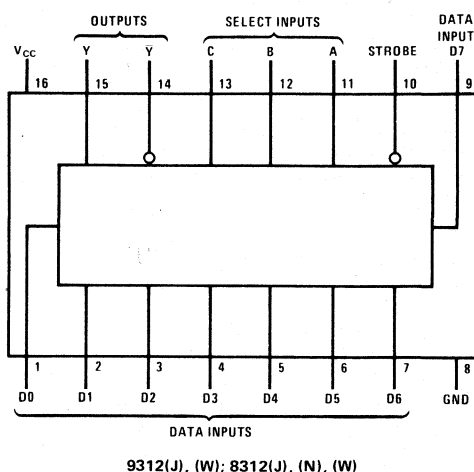 OUTPUTS
SELECT INPUTS
DATA
INPUT
VCC Y Ȳ C B A STROBE D7
16 15 14 13 12 11 10 9
1 2 3 4 5 6 7 8
D0 D1 D2 D3 D4 D5 D6 GND
DATA INPUTS
9312(J), (W); 8312(J), (N), (W)